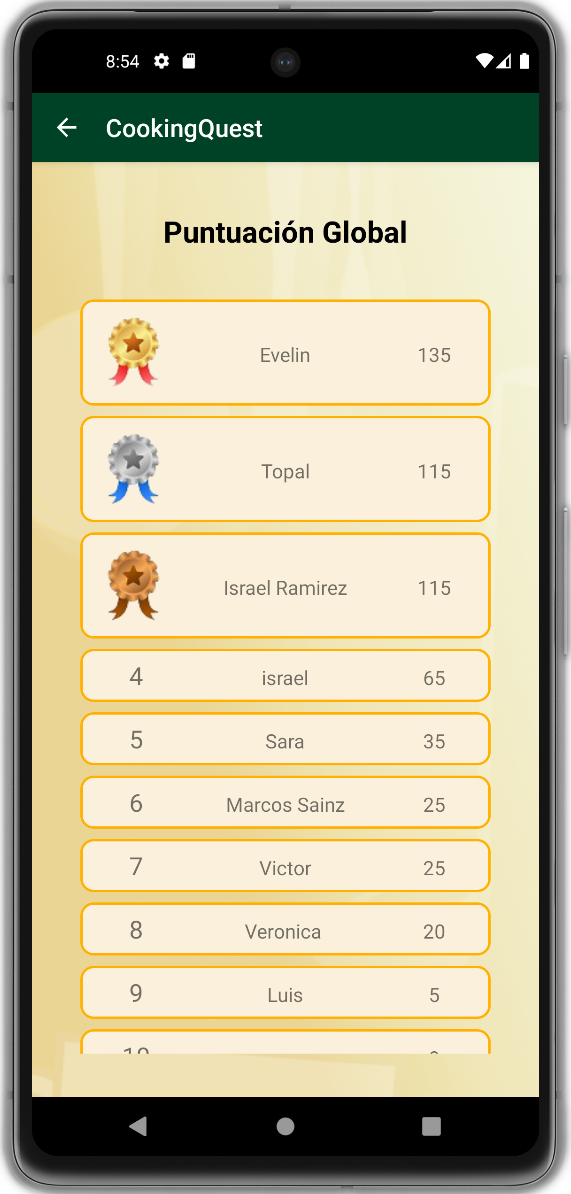 8:54
CookingQuest
Puntuación Global
Evelin 135
Topal 115
Israel Ramirez 115
4 israel 65
5 Sara 35
6 Marcos Sainz 25
7 Victor 25
8 Veronica 20
9 Luis 5